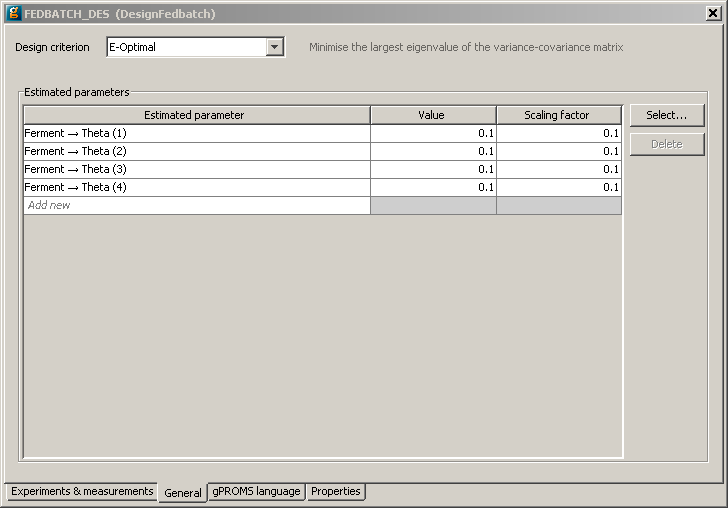 FEDBATCH_DES (DesignFedbatch)
Design criterion E-Optimal Minimise the largest eigenvalue of the variance-covariance matrix
Estimated parameters
Estimated parameter Value Scaling factor Select...
Ferment → Theta (1) 0.1 0.1
Ferment → Theta (2) 0.1 0.1 Delete
Ferment → Theta (3) 0.1 0.1
Ferment → Theta (4) 0.1 0.1
Add new
Experiments & measurements General gPROMS language Properties